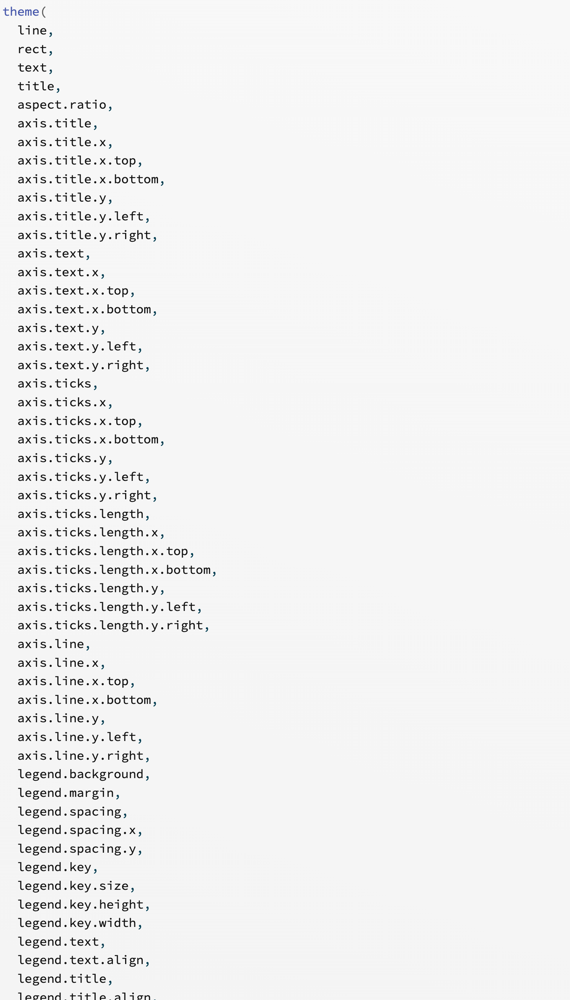 theme(
line,
rect,
text,
title,
aspect.ratio,
axis.title,
axis.title.x,
axis.title.x.top,
axis.title.x.bottom,
axis.title.y,
axis.title.y.left,
axis.title.y.right,
axis.text,
axis.text.x,
axis.text.x.top,
axis.text.x.bottom,
axis.text.y,
axis.text.y.left,
axis.text.y.right,
axis.ticks,
axis.ticks.x,
axis.ticks.x.top,
axis.ticks.x.bottom,
axis.ticks.y,
axis.ticks.y.left,
axis.ticks.y.right,
axis.ticks.length,
axis.ticks.length.x,
axis.ticks.length.x.top,
axis.ticks.length.x.bottom,
axis.ticks.length.y,
axis.ticks.length.y.left,
axis.ticks.length.y.right,
axis.line,
axis.line.x,
axis.line.x.top,
axis.line.x.bottom,
axis.line.y,
axis.line.y.left,
axis.line.y.right,
legend.background,
legend.margin,
legend.spacing,
legend.spacing.x,
legend.spacing.y,
legend.key,
legend.key.size,
legend.key.height,
legend.key.width,
legend.text,
legend.text.align,
legend.title,
legend.title.align,